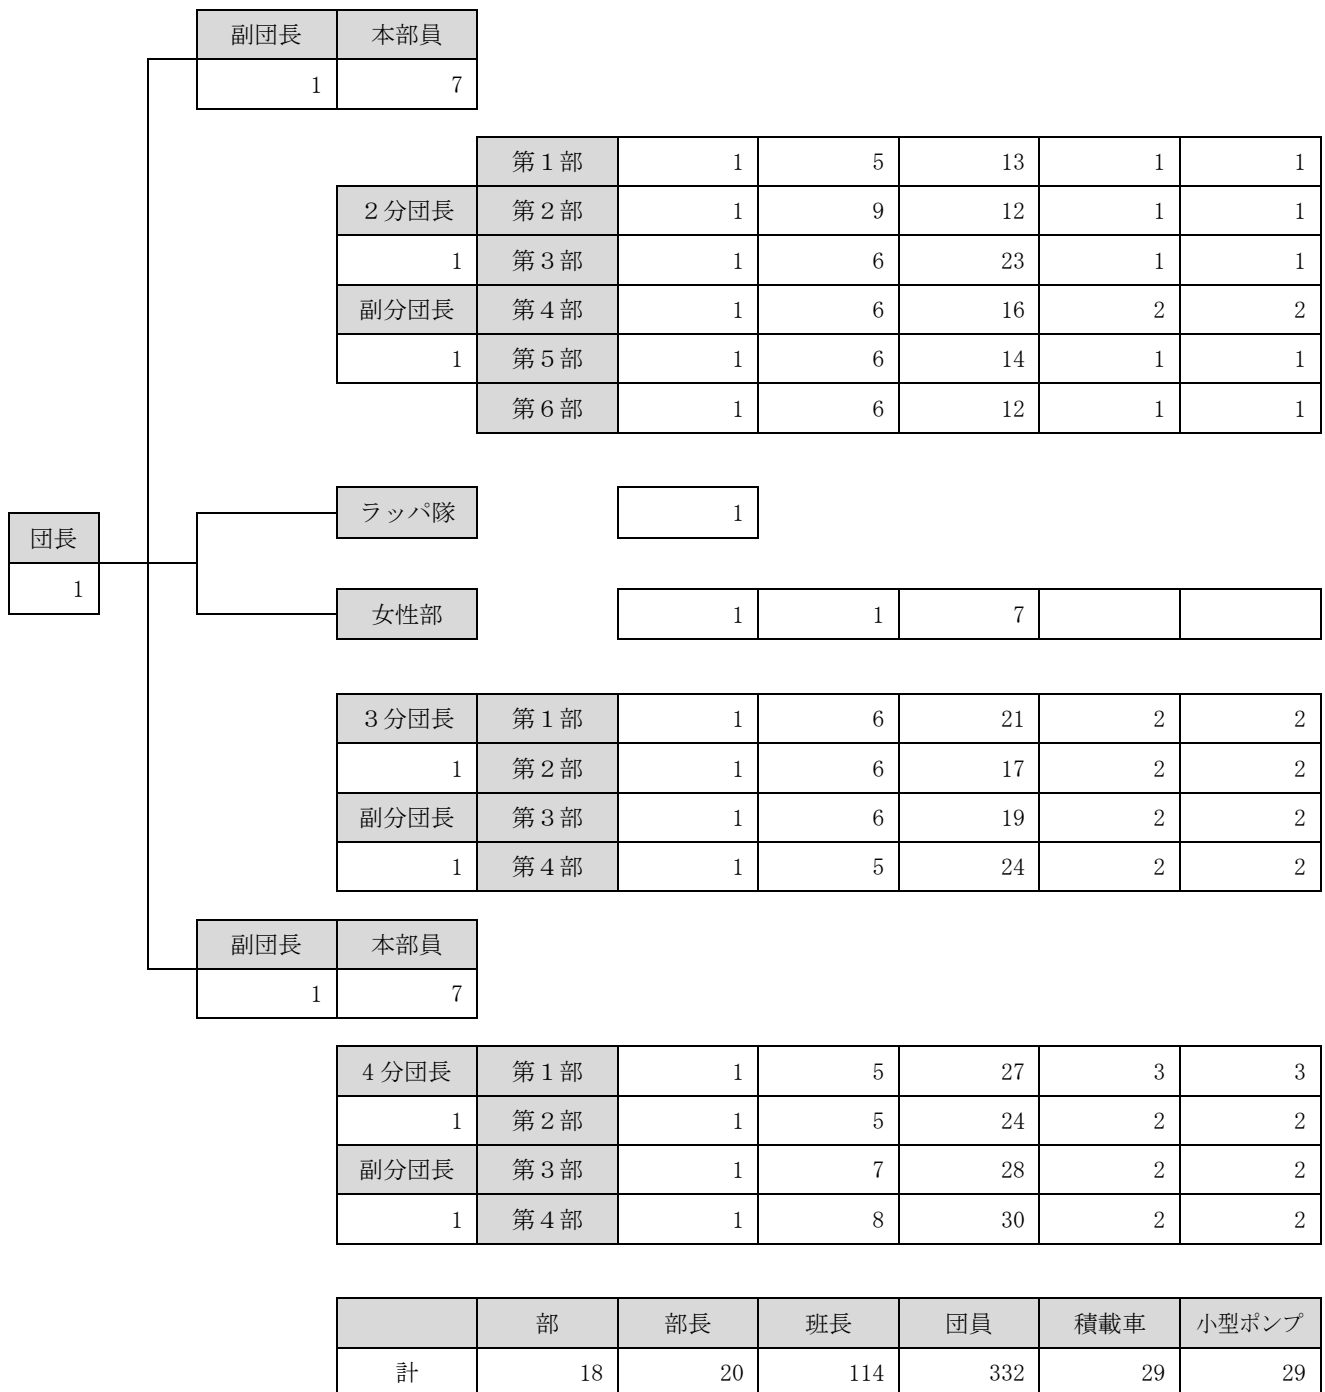 副団長 本部員
1 7
第１部 1 5 13 1 1
２分団長 第２部 1 9 12 1 1
1 第３部 1 6 23 1 1
副分団長 第４部 1 6 16 2 2
1 第５部 1 6 14 1 1
第６部 1 6 12 1 1
ラッパ隊 1
団長
1
女性部 1 1 7
３分団長 第１部 1 6 21 2 2
1 第２部 1 6 17 2 2
副分団長 第３部 1 6 19 2 2
1 第４部 1 5 24 2 2
副団長 本部員
1 7
4 分団長 第１部 1 5 27 3 3
1 第２部 1 5 24 2 2
副分団長 第３部 1 7 28 2 2
1 第４部 1 8 30 2 2
部 部長 班長 団員 積載車 小型ポンプ
計 18 20 114 332 29 29